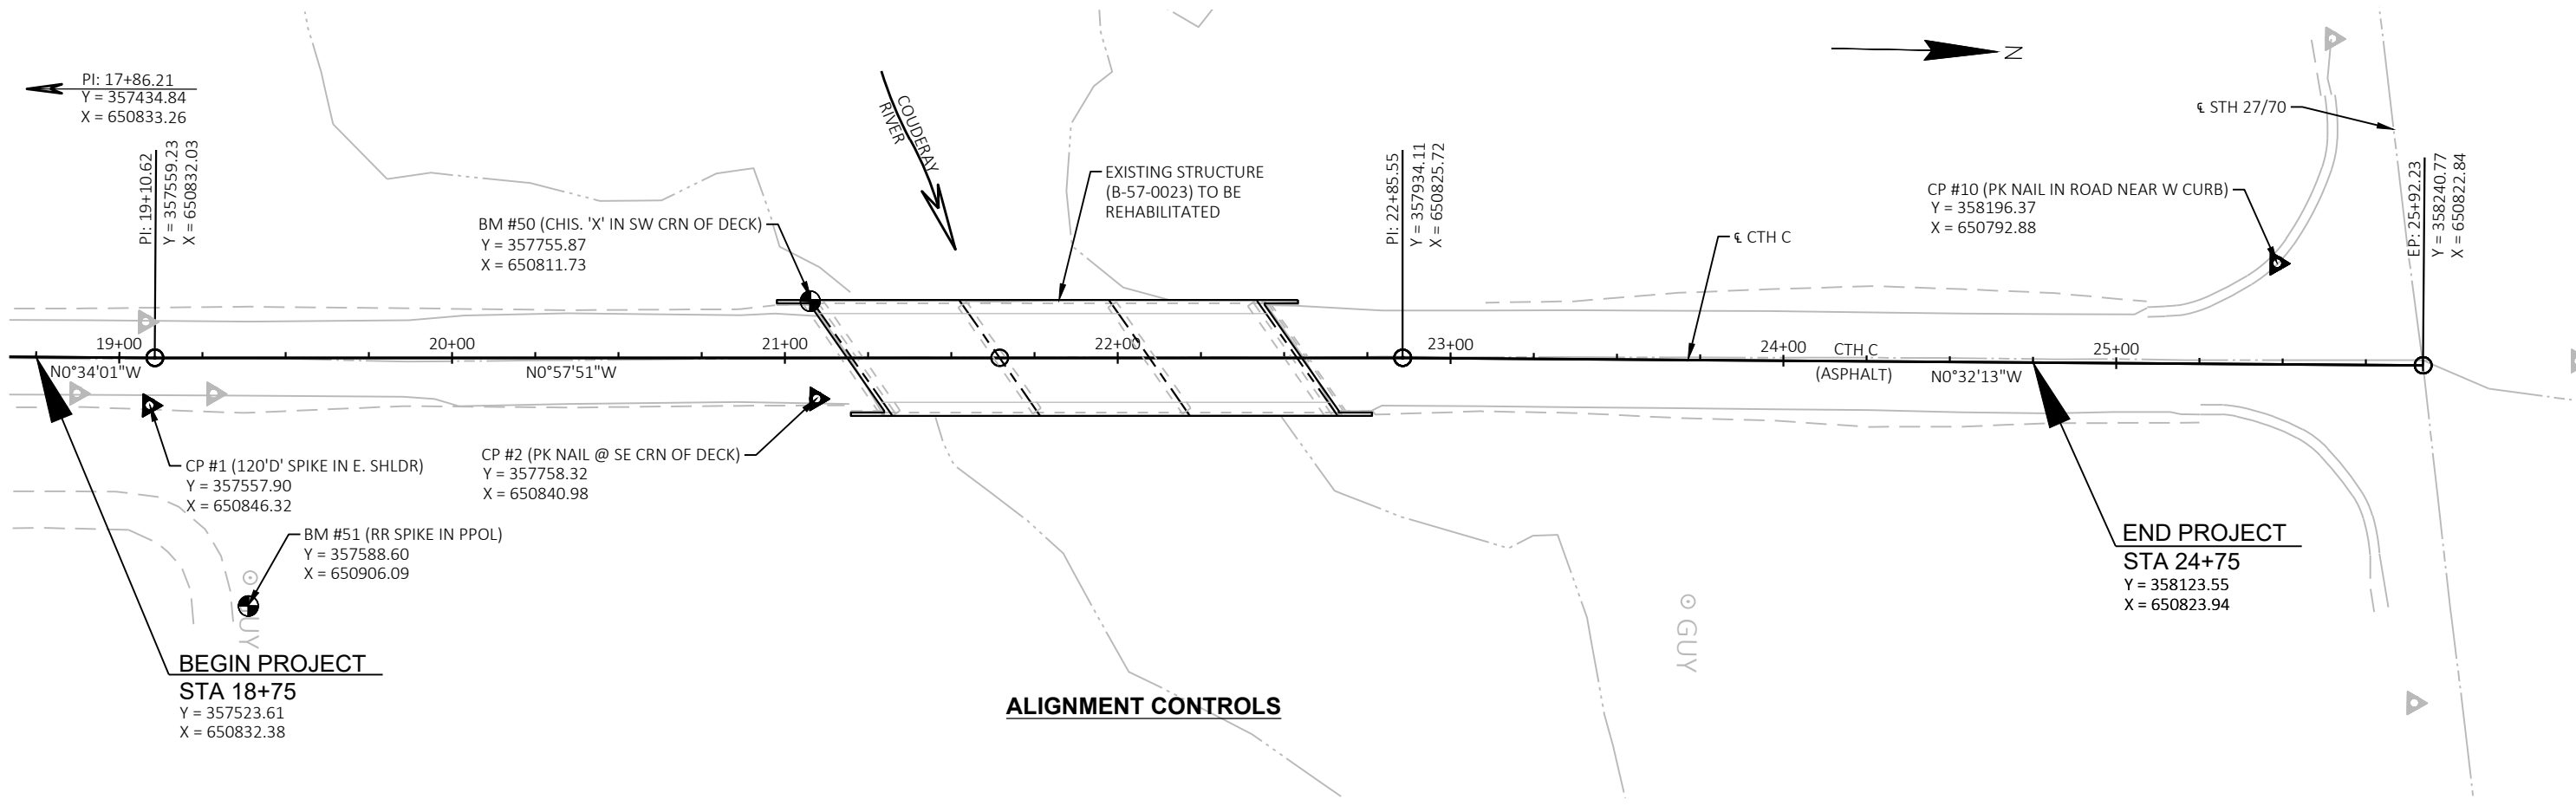 PI: 17+86.21
Y = 357434.84
X = 650833.26
PI: 19+10.62
Y = 357559.23
X = 650832.03
COUDERAY
RIVER
BM #50 (CHIS. 'X' IN SW CRN OF DECK)
Y = 357755.87
X = 650811.73
EXISTING STRUCTURE
(B-57-0023) TO BE
REHABILITATED
PI: 22+85.55
Y = 357934.11
X = 650825.72
N
℄ STH 27/70
CP #10 (PK NAIL IN ROAD NEAR W CURB)
Y = 358196.37
X = 650792.88
℄ CTH C
EP: 25+92.23
Y = 358240.77
X = 650822.84
19+00
20+00
21+00
22+00
23+00
24+00
CTH C
25+00
N0°34'01"W
N0°57'51"W
(ASPHALT)
N0°32'13"W
CP #1 (120'D' SPIKE IN E. SHLDR)
Y = 357557.90
X = 650846.32
CP #2 (PK NAIL @ SE CRN OF DECK)
Y = 357758.32
X = 650840.98
BM #51 (RR SPIKE IN PPOL)
Y = 357588.60
X = 650906.09
GUY
GUY
BEGIN PROJECT
STA 18+75
Y = 357523.61
X = 650832.38
END PROJECT
STA 24+75
Y = 358123.55
X = 650823.94
ALIGNMENT CONTROLS